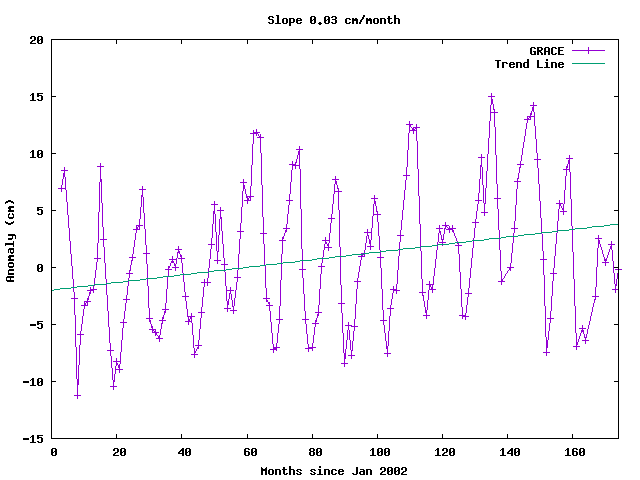 Slope 0.03 cm/month
GRACE
Trend Line
Anomaly (cm)
20
15
10
5
0
-5
-10
-15
0 20 40 60 80 100 120 140 160
Months since Jan 2002